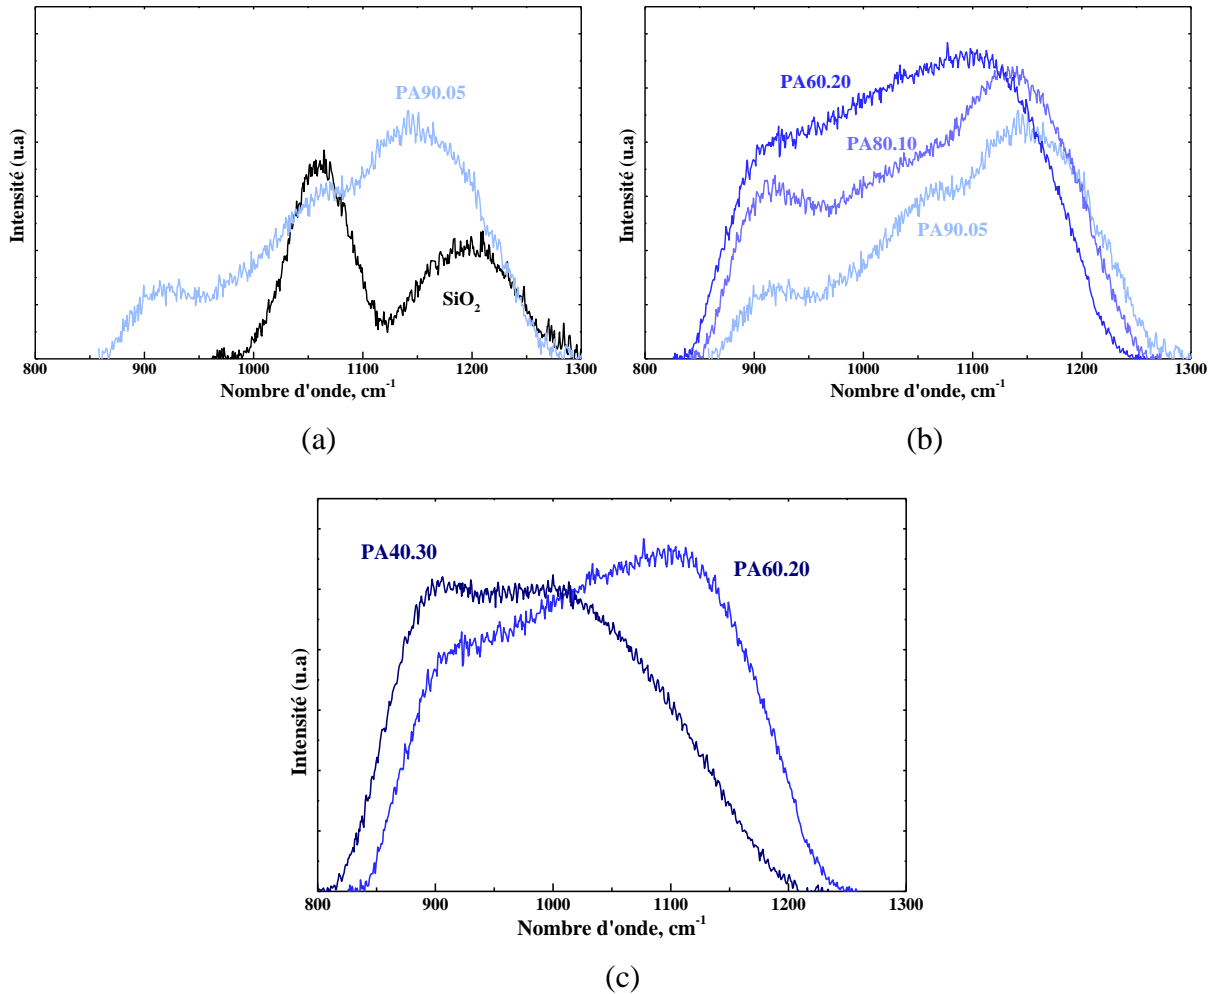 PA90.05
SiO2
Intensité (u.a)
800 900 1000 1100 1200 1300
Nombre d'onde, cm-1
(a)
PA60.20
PA80.10
PA90.05
Intensité (u.a)
800 900 1000 1100 1200 1300
Nombre d'onde, cm-1
(b)
PA40.30
PA60.20
Intensité (u.a)
800 900 1000 1100 1200 1300
Nombre d'onde, cm-1
(c)